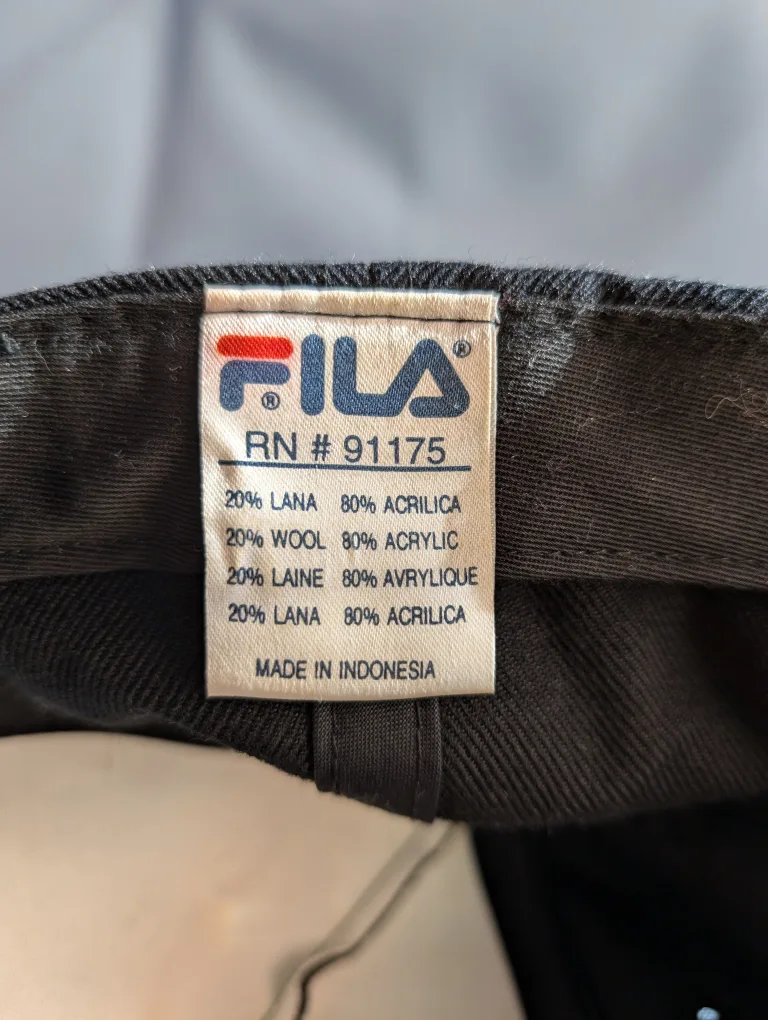 FILA®
®
RN # 91175
20% LANA 80% ACRILICA
20% WOOL 80% ACRYLIC
20% LAINE 80% AVRYLIQUE
20% LANA 80% ACRILICA
MADE IN INDONESIA